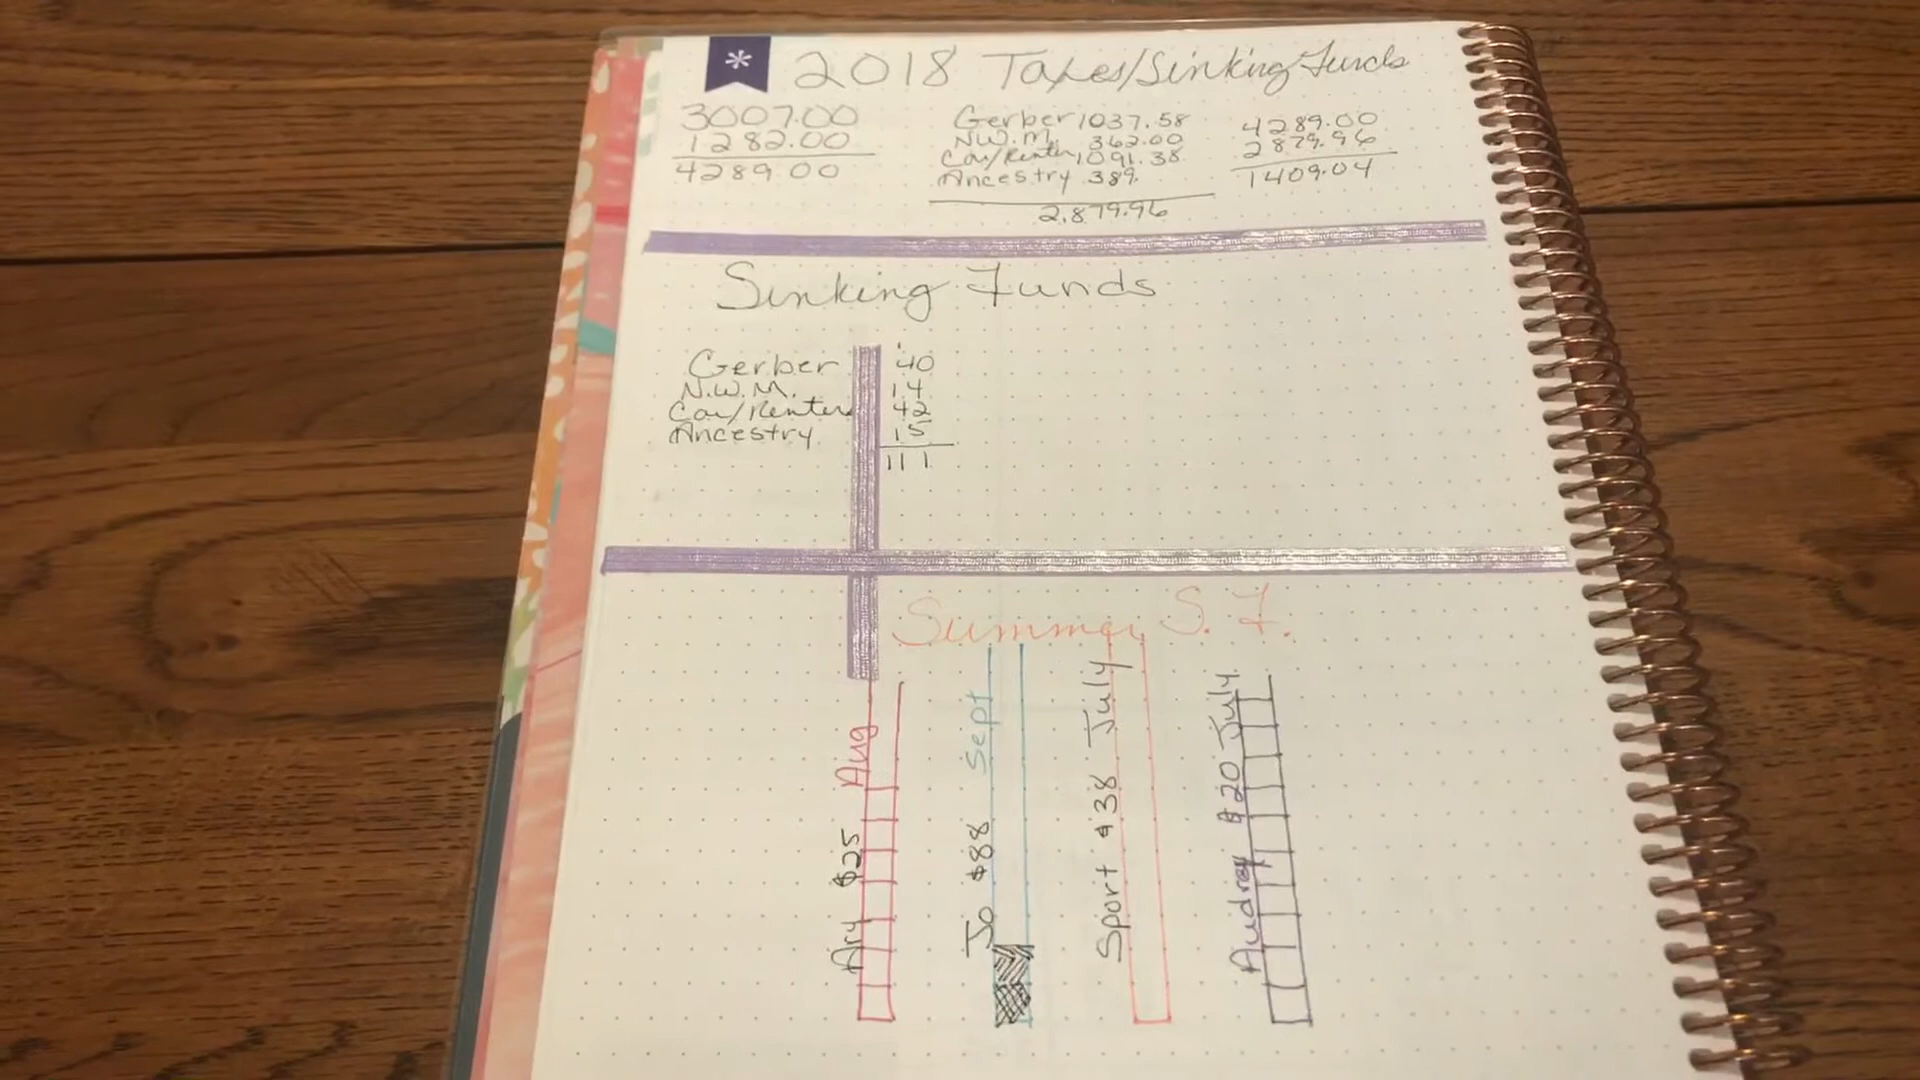 * 2018 Taxes/Sinking Funds
3007.00
1282.00
4289.00
Gerber 1037.58
N.W.M. 362.00
Car/Renter 1091.38
Ancestry 389.
2,879.96
4289.00
2879.96
1409.04
Sinking Funds
Gerber 40
N.W.M. 14
Car/Renters 42
Ancestry 15
111
Summer S.F.
Ary $25 Aug
Jo $88 Sept
Sport $38 July
Audrey $20 July